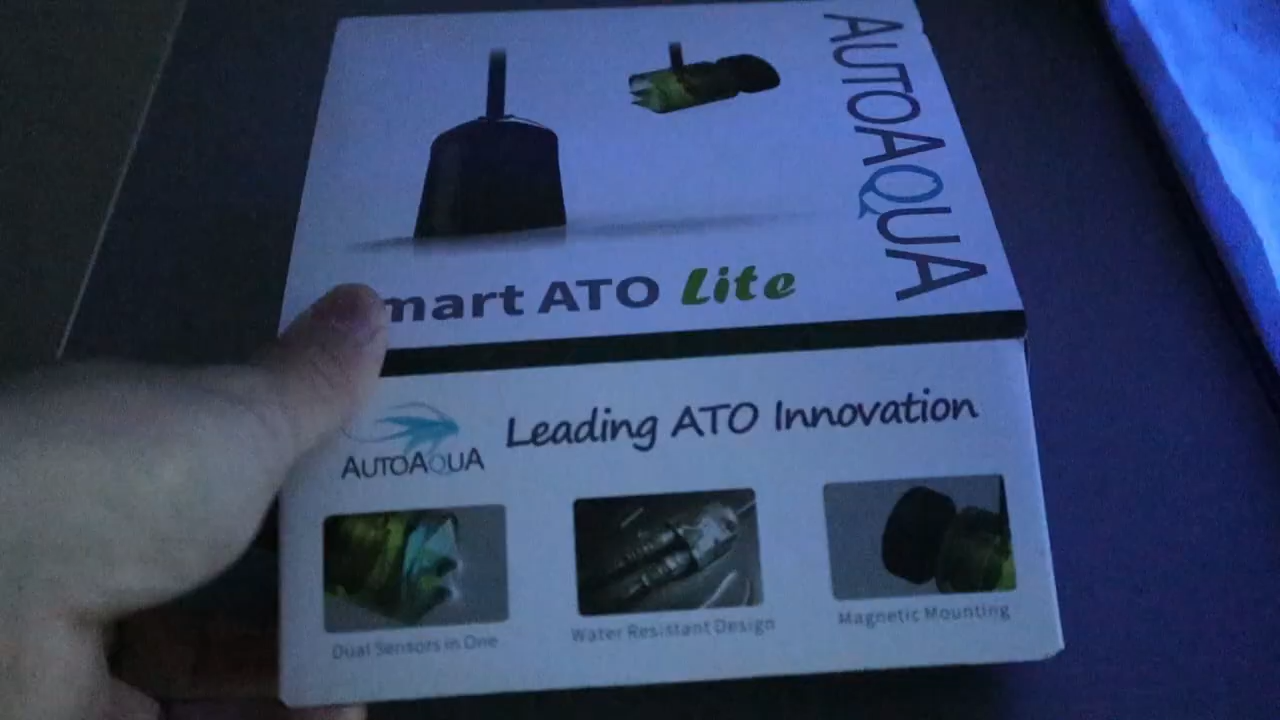 AUTOAQUA
mart ATO Lite
AUTOAQUA
Leading ATO Innovation
Dual Sensors in One
Water Resistant Design
Magnetic Mounting